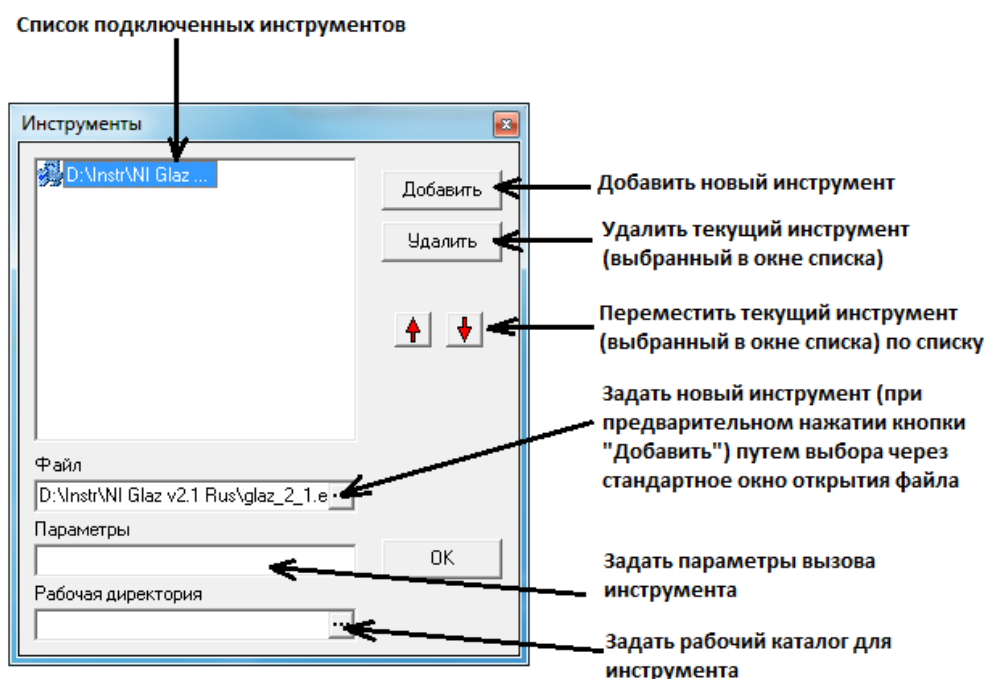 Список подключенных инструментов
Инструменты
D:\Instr\NI Glaz ...
Добавить
Добавить новый инструмент
Удалить
Удалить текущий инструмент
(выбранный в окне списка)
Переместить текущий инструмент
(выбранный в окне списка) по списку
Задать новый инструмент (при
предварительном нажатии кнопки
"Добавить") путем выбора через
стандартное окно открытия файла
Файл
D:\Instr\NI Glaz v2.1 Rus\glaz_2_1.e
Параметры
OK
Задать параметры вызова
инструмента
Рабочая директория
...
Задать рабочий каталог для
инструмента